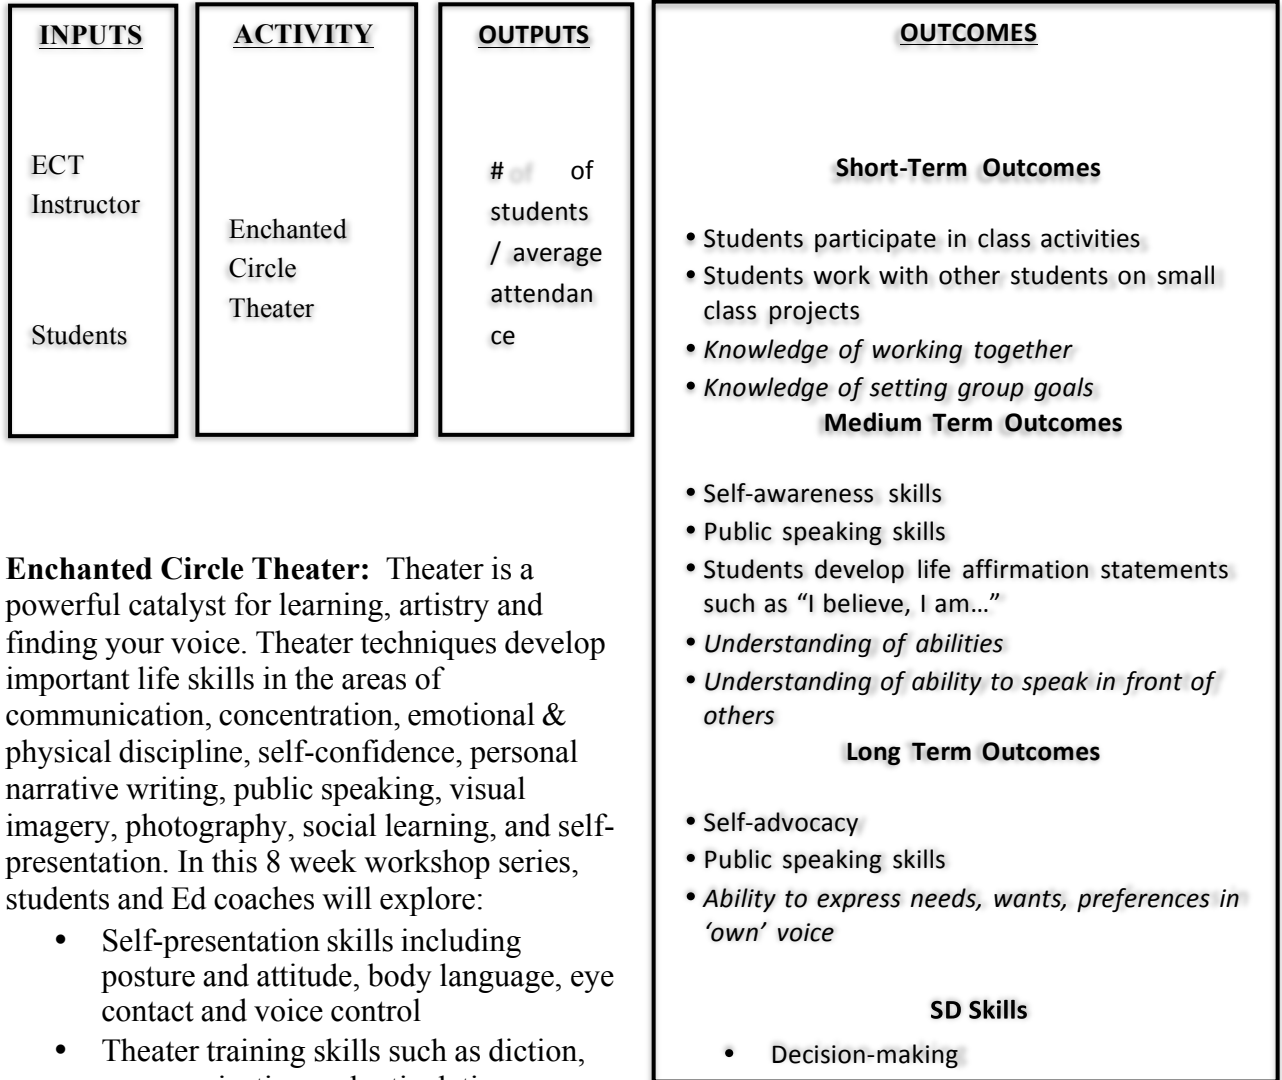 INPUTS
ECT
Instructor
Students
ACTIVITY
Enchanted
Circle
Theater
OUTPUTS
# of
students
/ average
attendan
ce
OUTCOMES
Short-Term Outcomes
• Students participate in class activities
• Students work with other students on small
class projects
• Knowledge of working together
• Knowledge of setting group goals
Medium Term Outcomes
• Self-awareness skills
• Public speaking skills
• Students develop life affirmation statements
such as “I believe, I am…”
• Understanding of abilities
• Understanding of ability to speak in front of
others
Long Term Outcomes
• Self-advocacy
• Public speaking skills
• Ability to express needs, wants, preferences in
‘own’ voice
SD Skills
• Decision-making
Enchanted Circle Theater: Theater is a
powerful catalyst for learning, artistry and
finding your voice. Theater techniques develop
important life skills in the areas of
communication, concentration, emotional &
physical discipline, self-confidence, personal
narrative writing, public speaking, visual
imagery, photography, social learning, and self-
presentation. In this 8 week workshop series,
students and Ed coaches will explore:
• Self-presentation skills including
posture and attitude, body language, eye
contact and voice control
• Theater training skills such as diction,